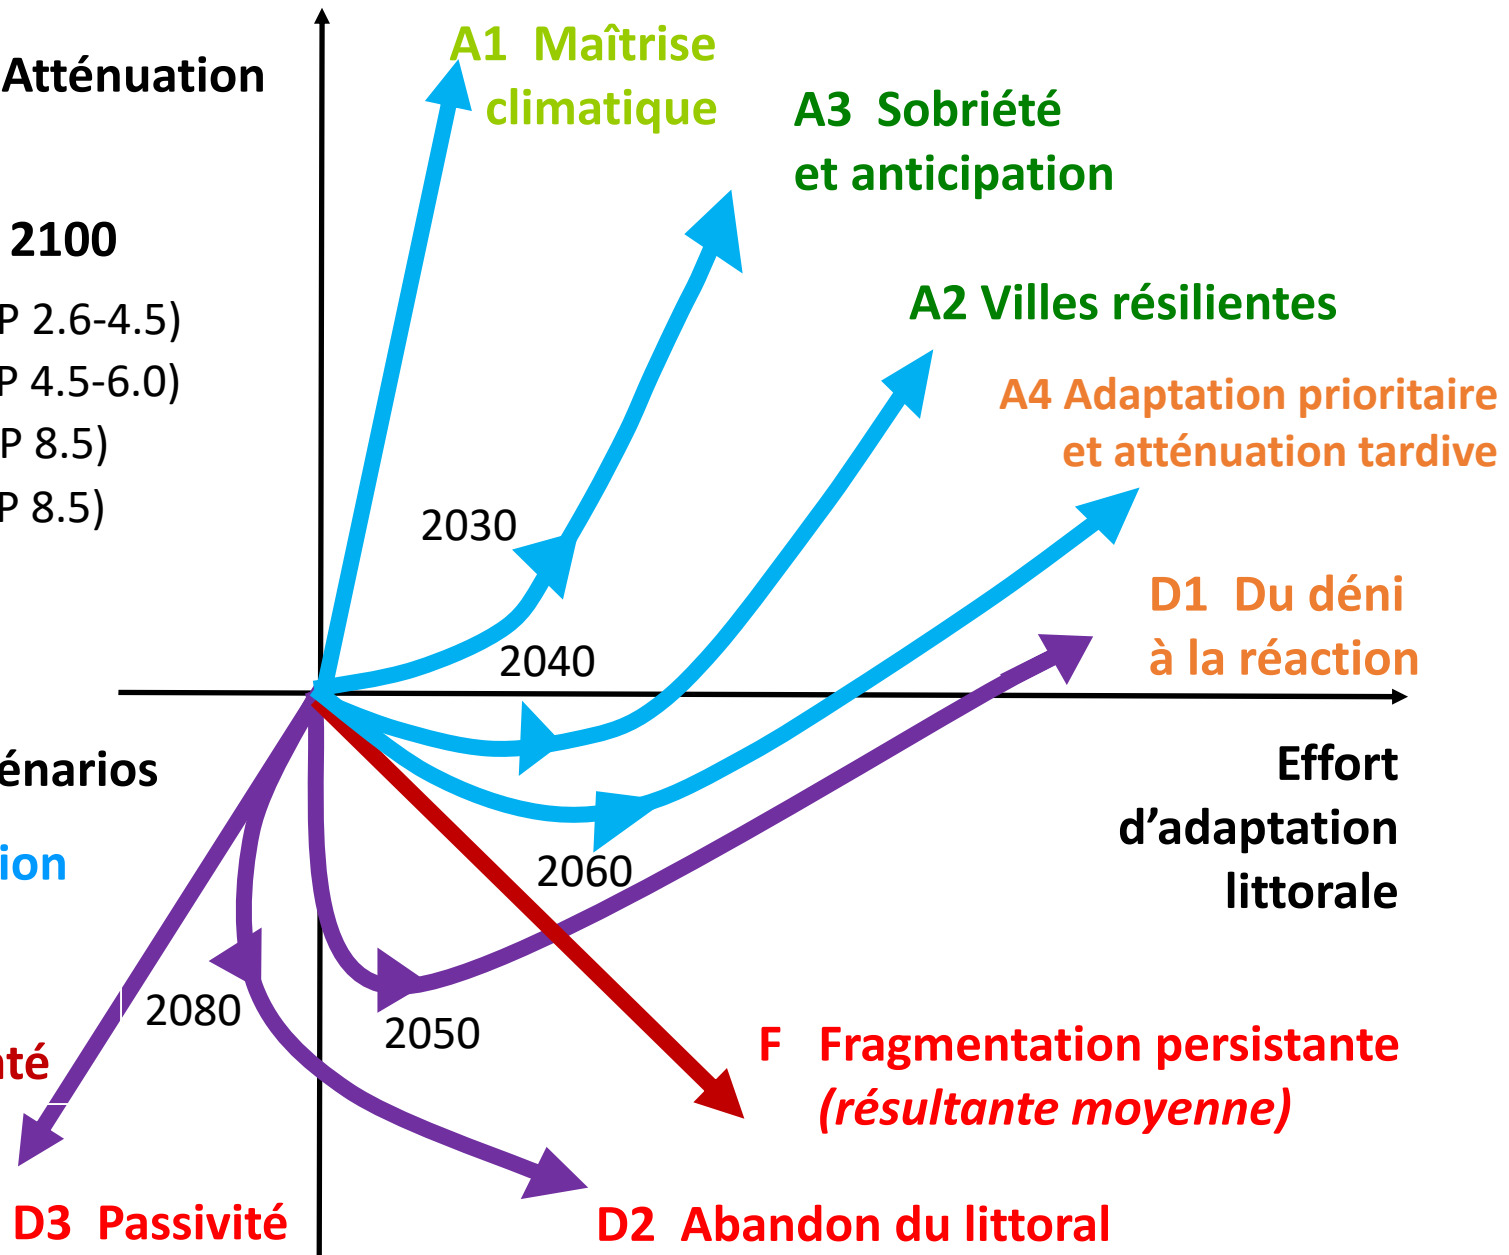 A1 Maîtrise
climatique
Atténuation
A3 Sobriété
et anticipation
2100
P 2.6-4.5)
P 4.5-6.0)
P 8.5)
P 8.5)
A2 Villes résilientes
A4 Adaptation prioritaire
et atténuation tardive
2030
D1 Du déni
à la réaction
2040
Effort
d’adaptation
littorale
énarios
ion
2060
2080
2050
F Fragmentation persistante
(résultante moyenne)
nté
D3 Passivité
D2 Abandon du littoral